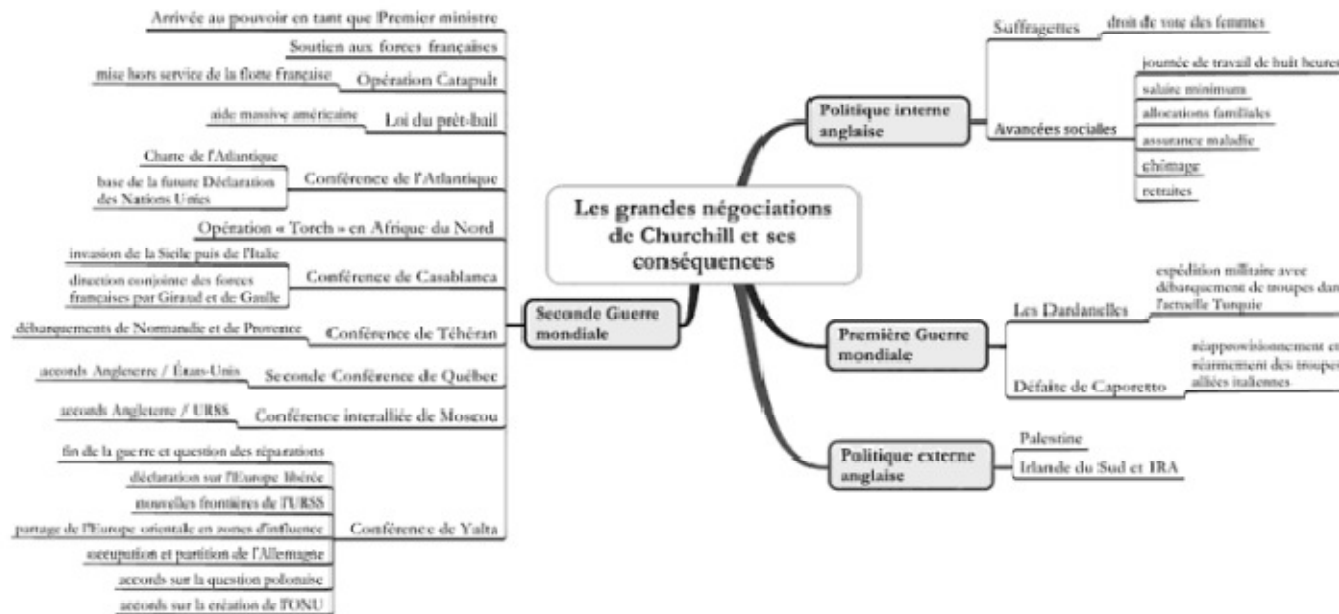 Les grandes négociations
de Churchill et ses
conséquences
Politique interne
anglaise
Suffragettes
droit de vote des femmes
Avancées sociales
journée de travail de huit heures
salaire minimum
allocations familiales
assurance maladie
chômage
retraites
Première Guerre
mondiale
Les Dardanelles
expédition militaire avec
débarquement de troupes dans
l'actuelle Turquie
Défaite de Caporetto
réapprovisionnement et
réarmement des troupes
alliées italiennes
Politique externe
anglaise
Palestine
Irlande du Sud et IRA
Seconde Guerre
mondiale
Arrivée au pouvoir en tant que Premier ministre
Soutien aux forces françaises
Opération Catapult
mise hors service de la flotte française
Loi du prêt-bail
aide massive américaine
Conférence de l'Atlantique
Charte de l'Atlantique
base de la future Déclaration
des Nations Unies
Opération « Torch » en Afrique du Nord
Conférence de Casablanca
invasion de la Sicile puis de l'Italie
direction conjointe des forces
françaises par Giraud et de Gaulle
Conférence de Téhéran
débarquements de Normandie et de Provence
Seconde Conférence de Québec
accords Angleterre / États-Unis
Conférence interalliée de Moscou
accords Angleterre / URSS
Conférence de Yalta
fin de la guerre et question des réparations
déclaration sur l'Europe libérée
nouvelles frontières de l'URSS
partage de l'Europe orientale en zones d'influence
occupation et partition de l'Allemagne
accords sur la question polonaise
accords sur la création de l'ONU